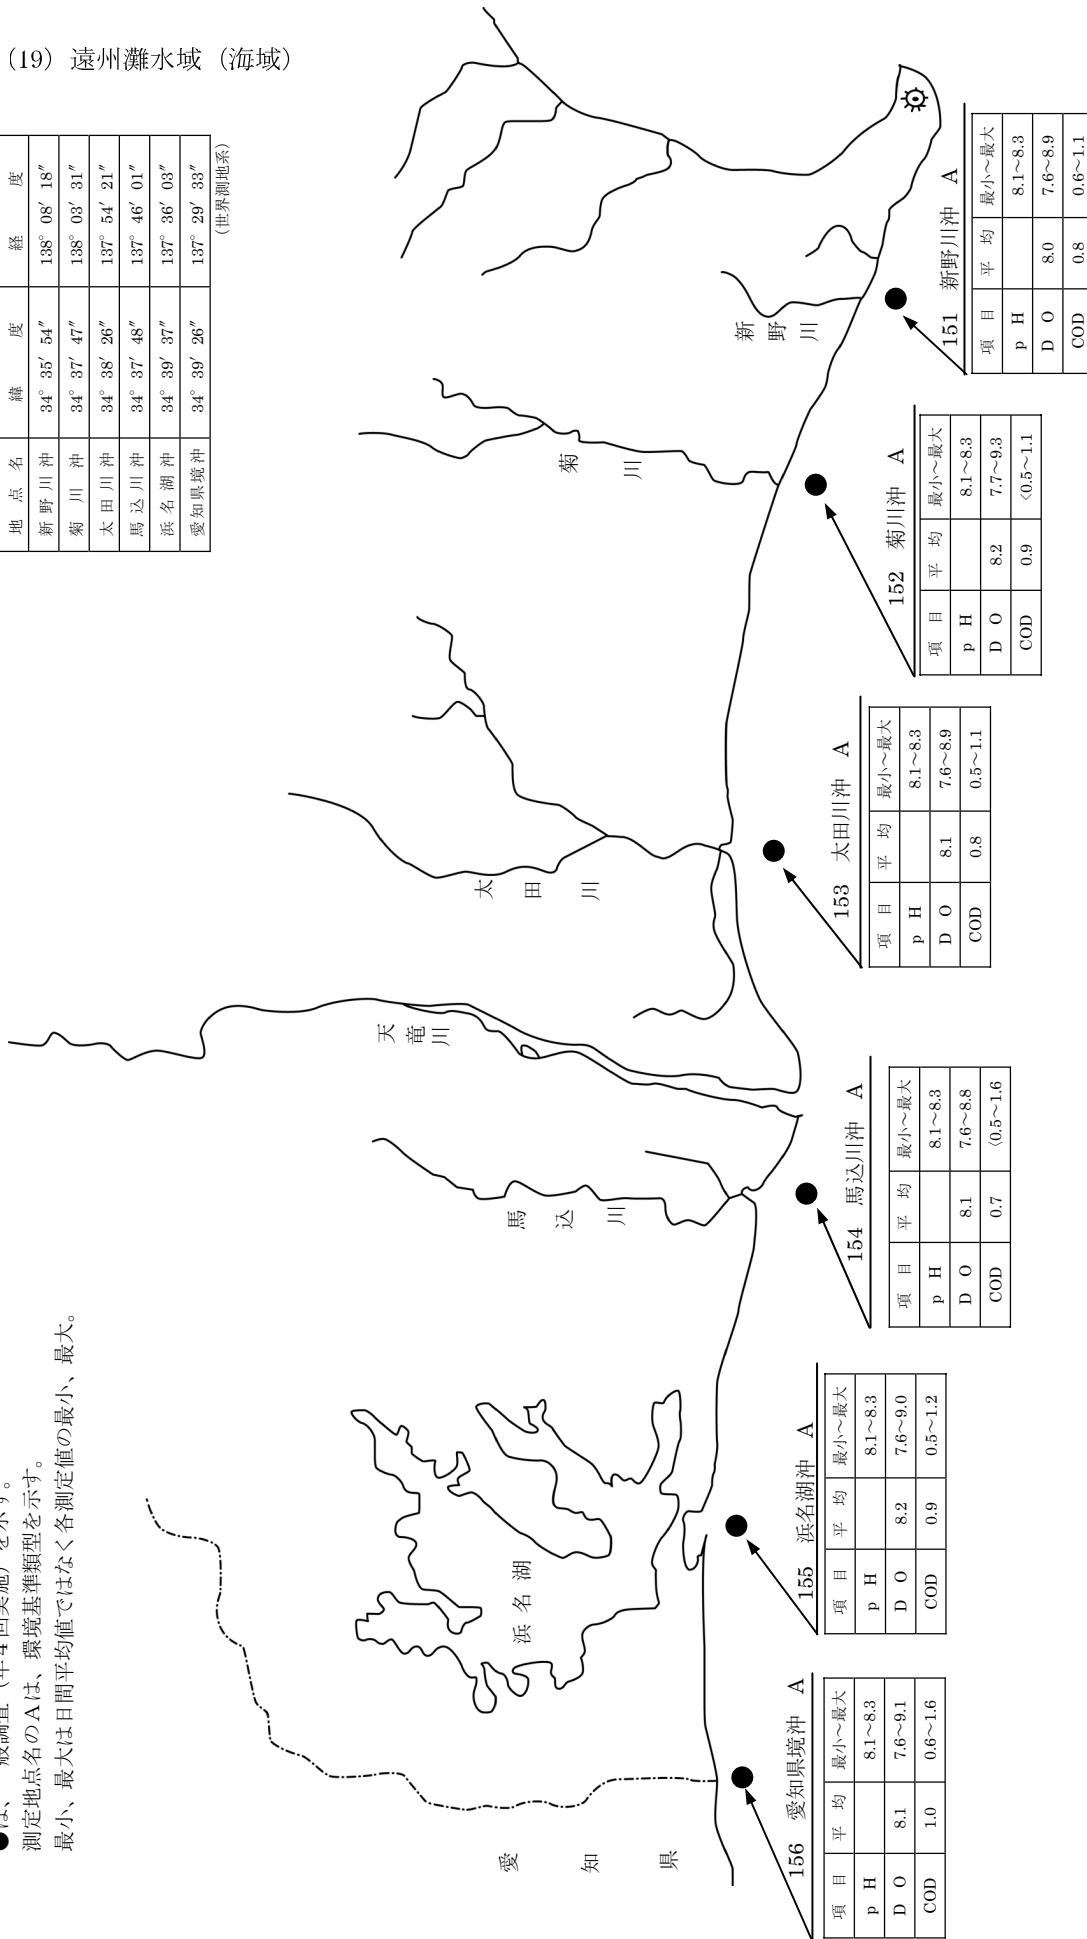 (19) 遠州灘水域（海域）
地 点 名　緯　度　経　度
新 野 川 沖　34° 35′ 54″　138° 08′ 18″
菊 川 沖　34° 37′ 47″　138° 03′ 31″
太 田 川 沖　34° 38′ 26″　137° 54′ 21″
馬 込 川 沖　34° 37′ 48″　137° 46′ 01″
浜 名 湖 沖　34° 39′ 37″　137° 36′ 03″
愛知県境沖　34° 39′ 26″　137° 29′ 33″
(世界測地系)
●は、一般調査（年４回実施）を示す。
測定地点名のＡは、環境基準類型を示す。
最小、最大は日間平均値ではなく各測定値の最小、最大。
愛 知 県
浜 名 湖
馬 込 川
天 竜 川
太 田 川
菊 川
新 野 川
156 愛知県境沖 A
項 目　平 均　最小～最大
p H　8.1～8.3
D O　8.1　7.6～9.1
COD　1.0　0.6～1.6
155 浜名湖沖 A
項 目　平 均　最小～最大
p H　8.1～8.3
D O　8.2　7.6～9.0
COD　0.9　0.5～1.2
154 馬込川沖 A
項 目　平 均　最小～最大
p H　8.1～8.3
D O　8.1　7.6～8.8
COD　0.7　〈0.5～1.6
153 太田川沖 A
項 目　平 均　最小～最大
p H　8.1～8.3
D O　8.1　7.6～8.9
COD　0.8　0.5～1.1
152 菊川沖 A
項 目　平 均　最小～最大
p H　8.1～8.3
D O　8.2　7.7～9.3
COD　0.9　<0.5～1.1
151 新野川沖 A
項 目　平 均　最小～最大
p H　8.1～8.3
D O　8.0　7.6～8.9
COD　0.8　0.6～1.1